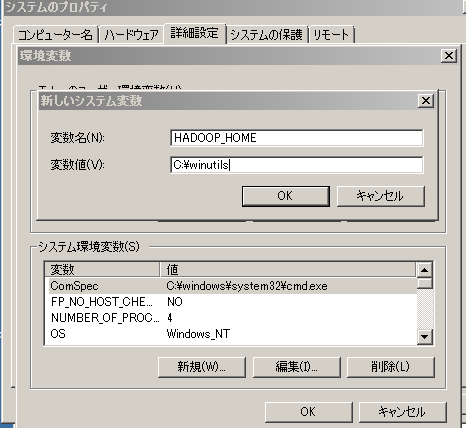 システムのプロパティ
コンピューター名 ハードウェア 詳細設定 システムの保護 リモート
環境変数
新しいシステム変数
変数名(N): HADOOP_HOME
変数値(V): C:¥winutils
OK キャンセル
システム環境変数(S)
変数 値
ComSpec C:¥windows¥system32¥cmd.exe
FP_NO_HOST_CHE... NO
NUMBER_OF_PROC... 4
OS Windows_NT
新規(W)... 編集(I)... 削除(L)
OK キャンセル